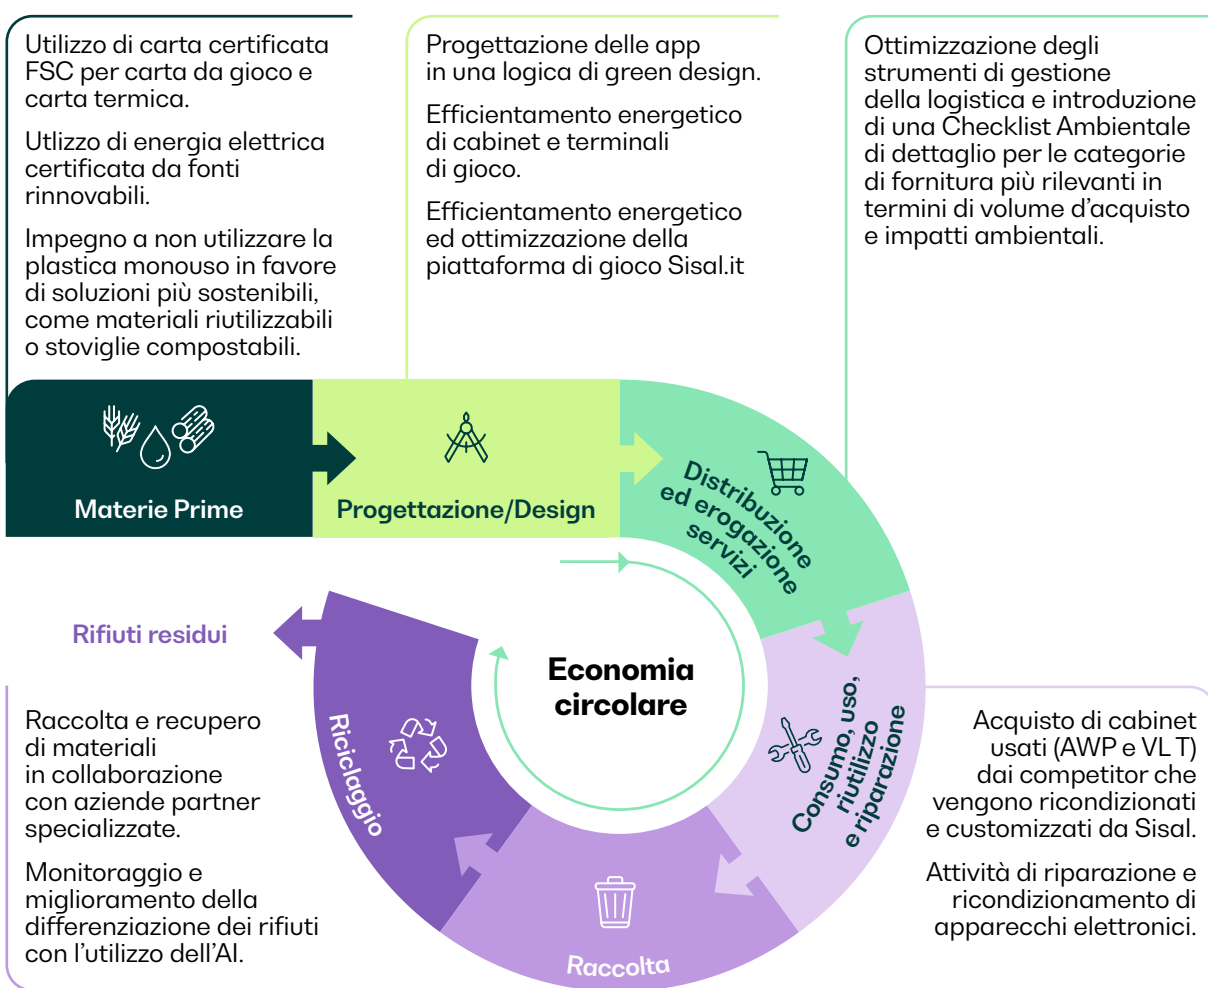 Utilizzo di carta certificata
FSC per carta da gioco e
carta termica.
Utlizzo di energia elettrica
certificata da fonti
rinnovabili.
Impegno a non utilizzare la
plastica monouso in favore
di soluzioni più sostenibili,
come materiali riutilizzabili
o stoviglie compostabili.
Progettazione delle app
in una logica di green design.
Efficientamento energetico
di cabinet e terminali
di gioco.
Efficientamento energetico
ed ottimizzazione della
piattaforma di gioco Sisal.it
Ottimizzazione degli
strumenti di gestione
della logistica e introduzione
di una Checklist Ambientale
di dettaglio per le categorie
di fornitura più rilevanti in
termini di volume d'acquisto
e impatti ambientali.
Materie Prime
Progettazione/Design
Distribuzione
ed erogazione
servizi
Rifiuti residui
Economia
circolare
Consumo, uso,
riutilizzo
e riparazione
Riciclaggio
Raccolta
Raccolta e recupero
di materiali
in collaborazione
con aziende partner
specializzate.
Monitoraggio e
miglioramento della
differenziazione dei rifiuti
con l'utilizzo dell'AI.
Acquisto di cabinet
usati (AWP e VLT)
dai competitor che
vengono ricondizionati
e customizzati da Sisal.
Attività di riparazione e
ricondizionamento di
apparecchi elettronici.